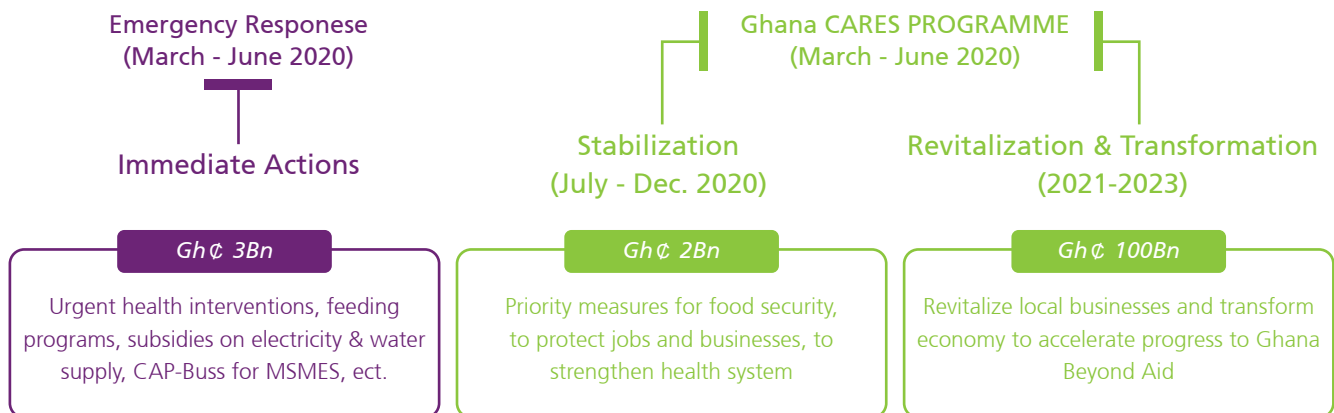 Emergency Responese
(March - June 2020)
Immediate Actions
Gh₵ 3Bn
Urgent health interventions, feeding
programs, subsidies on electricity & water
supply, CAP-Buss for MSMES, ect.
Ghana CARES PROGRAMME
(March - June 2020)
Stabilization
(July - Dec. 2020)
Gh₵ 2Bn
Priority measures for food security,
to protect jobs and businesses, to
strengthen health system
Revitalization & Transformation
(2021-2023)
Gh₵ 100Bn
Revitalize local businesses and transform
economy to accelerate progress to Ghana
Beyond Aid